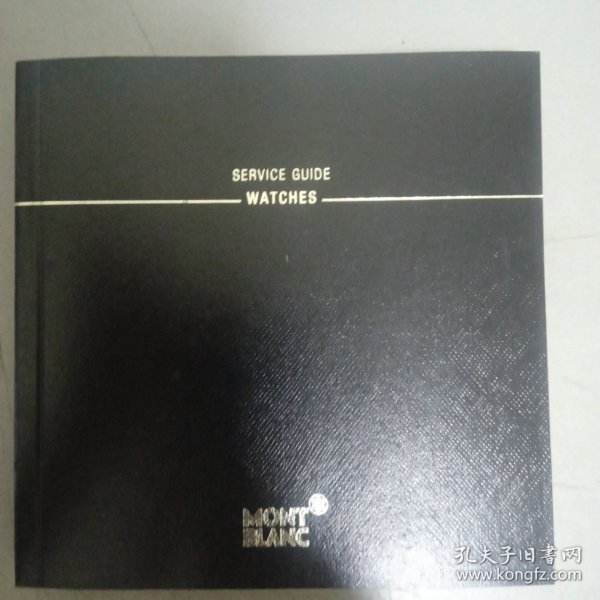 SERVICE GUIDE
WATCHES
MONT
BLANC
孔夫子旧书网
www.kongfz.com